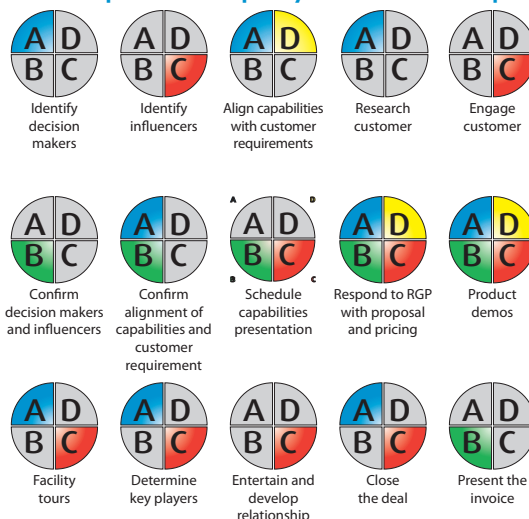 A D
B C
Identify
decision
makers
A D
B C
Identify
influencers
A D
B C
Align capabilities
with customer
requirements
A D
B C
Research
customer
A D
B C
Engage
customer
A D
B C
Confirm
decision makers
and influencers
A D
B C
Confirm
alignment of
capabilities and
customer
requirement
A D
A D
B C
B C
Schedule
capabilities
presentation
A D
B C
Respond to RGP
with proposal
and pricing
A D
B C
Product
demos
A D
B C
Facility
tours
A D
B C
Determine
key players
A D
B C
Entertain and
develop
relationship
A D
B C
Close
the deal
A D
B C
Present the
invoice